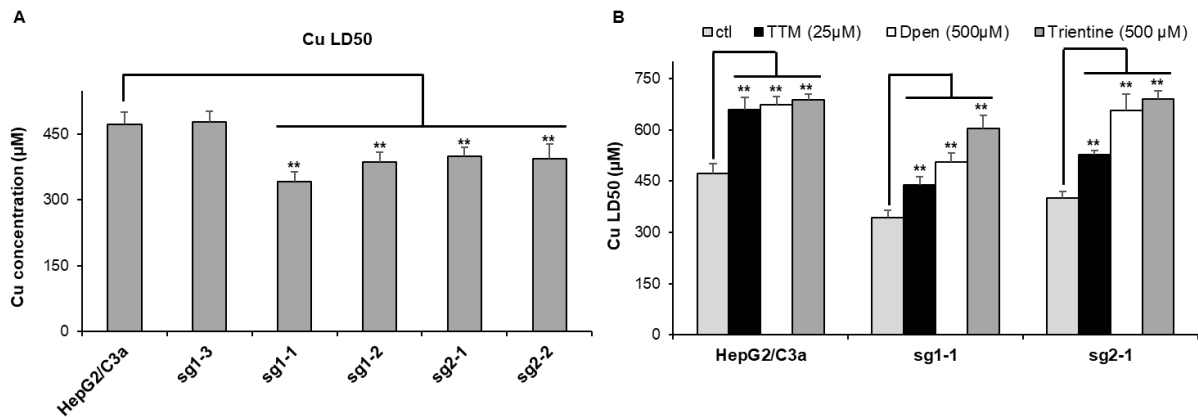 A
Cu LD50
Cu concentration (µM)
450
300
150
0
**
**
**
**
HepG2/C3a
sg1-3
sg1-1
sg1-2
sg2-1
sg2-2
B
ctl TTM (25µM) Dpen (500µM) Trientine (500 µM)
Cu LD50 (µM)
750
600
450
300
150
0
** ** **
** ** **
** ** **
HepG2/C3a sg1-1 sg2-1